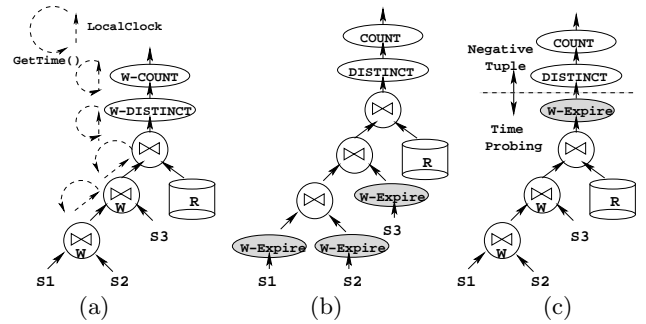 LocalClock
GetTime()
W-COUNT
W-DISTINCT
⋈
⋈
W
R
⋈
W
S3
S1
S2
(a)
COUNT
DISTINCT
⋈
⋈
R
⋈
W-Expire
S3
W-Expire
W-Expire
S1
S2
(b)
Negative
Tuple
COUNT
DISTINCT
W-Expire
Time
Probing
⋈
⋈
W
R
⋈
W
S3
S1
S2
(c)